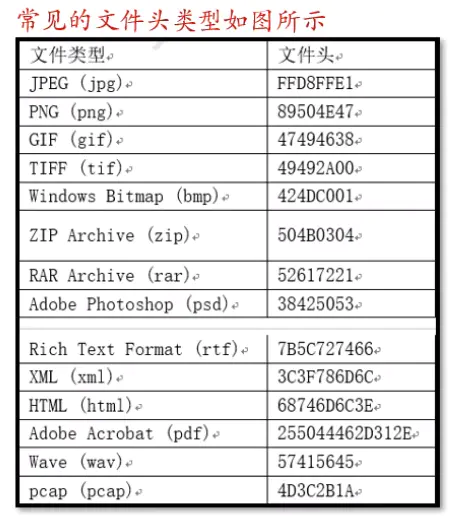 常见的文件头类型如图所示
文件类型 文件头
JPEG (jpg) FFD8FFE1
PNG (png) 89504E47
GIF (gif) 47494638
TIFF (tif) 49492A00
Windows Bitmap (bmp) 424DC001
ZIP Archive (zip) 504B0304
RAR Archive (rar) 52617221
Adobe Photoshop (psd) 38425053
Rich Text Format (rtf) 7B5C727466
XML (xml) 3C3F786D6C
HTML (html) 68746D6C3E
Adobe Acrobat (pdf) 255044462D312E
Wave (wav) 57415645
pcap (pcap) 4D3C2B1A